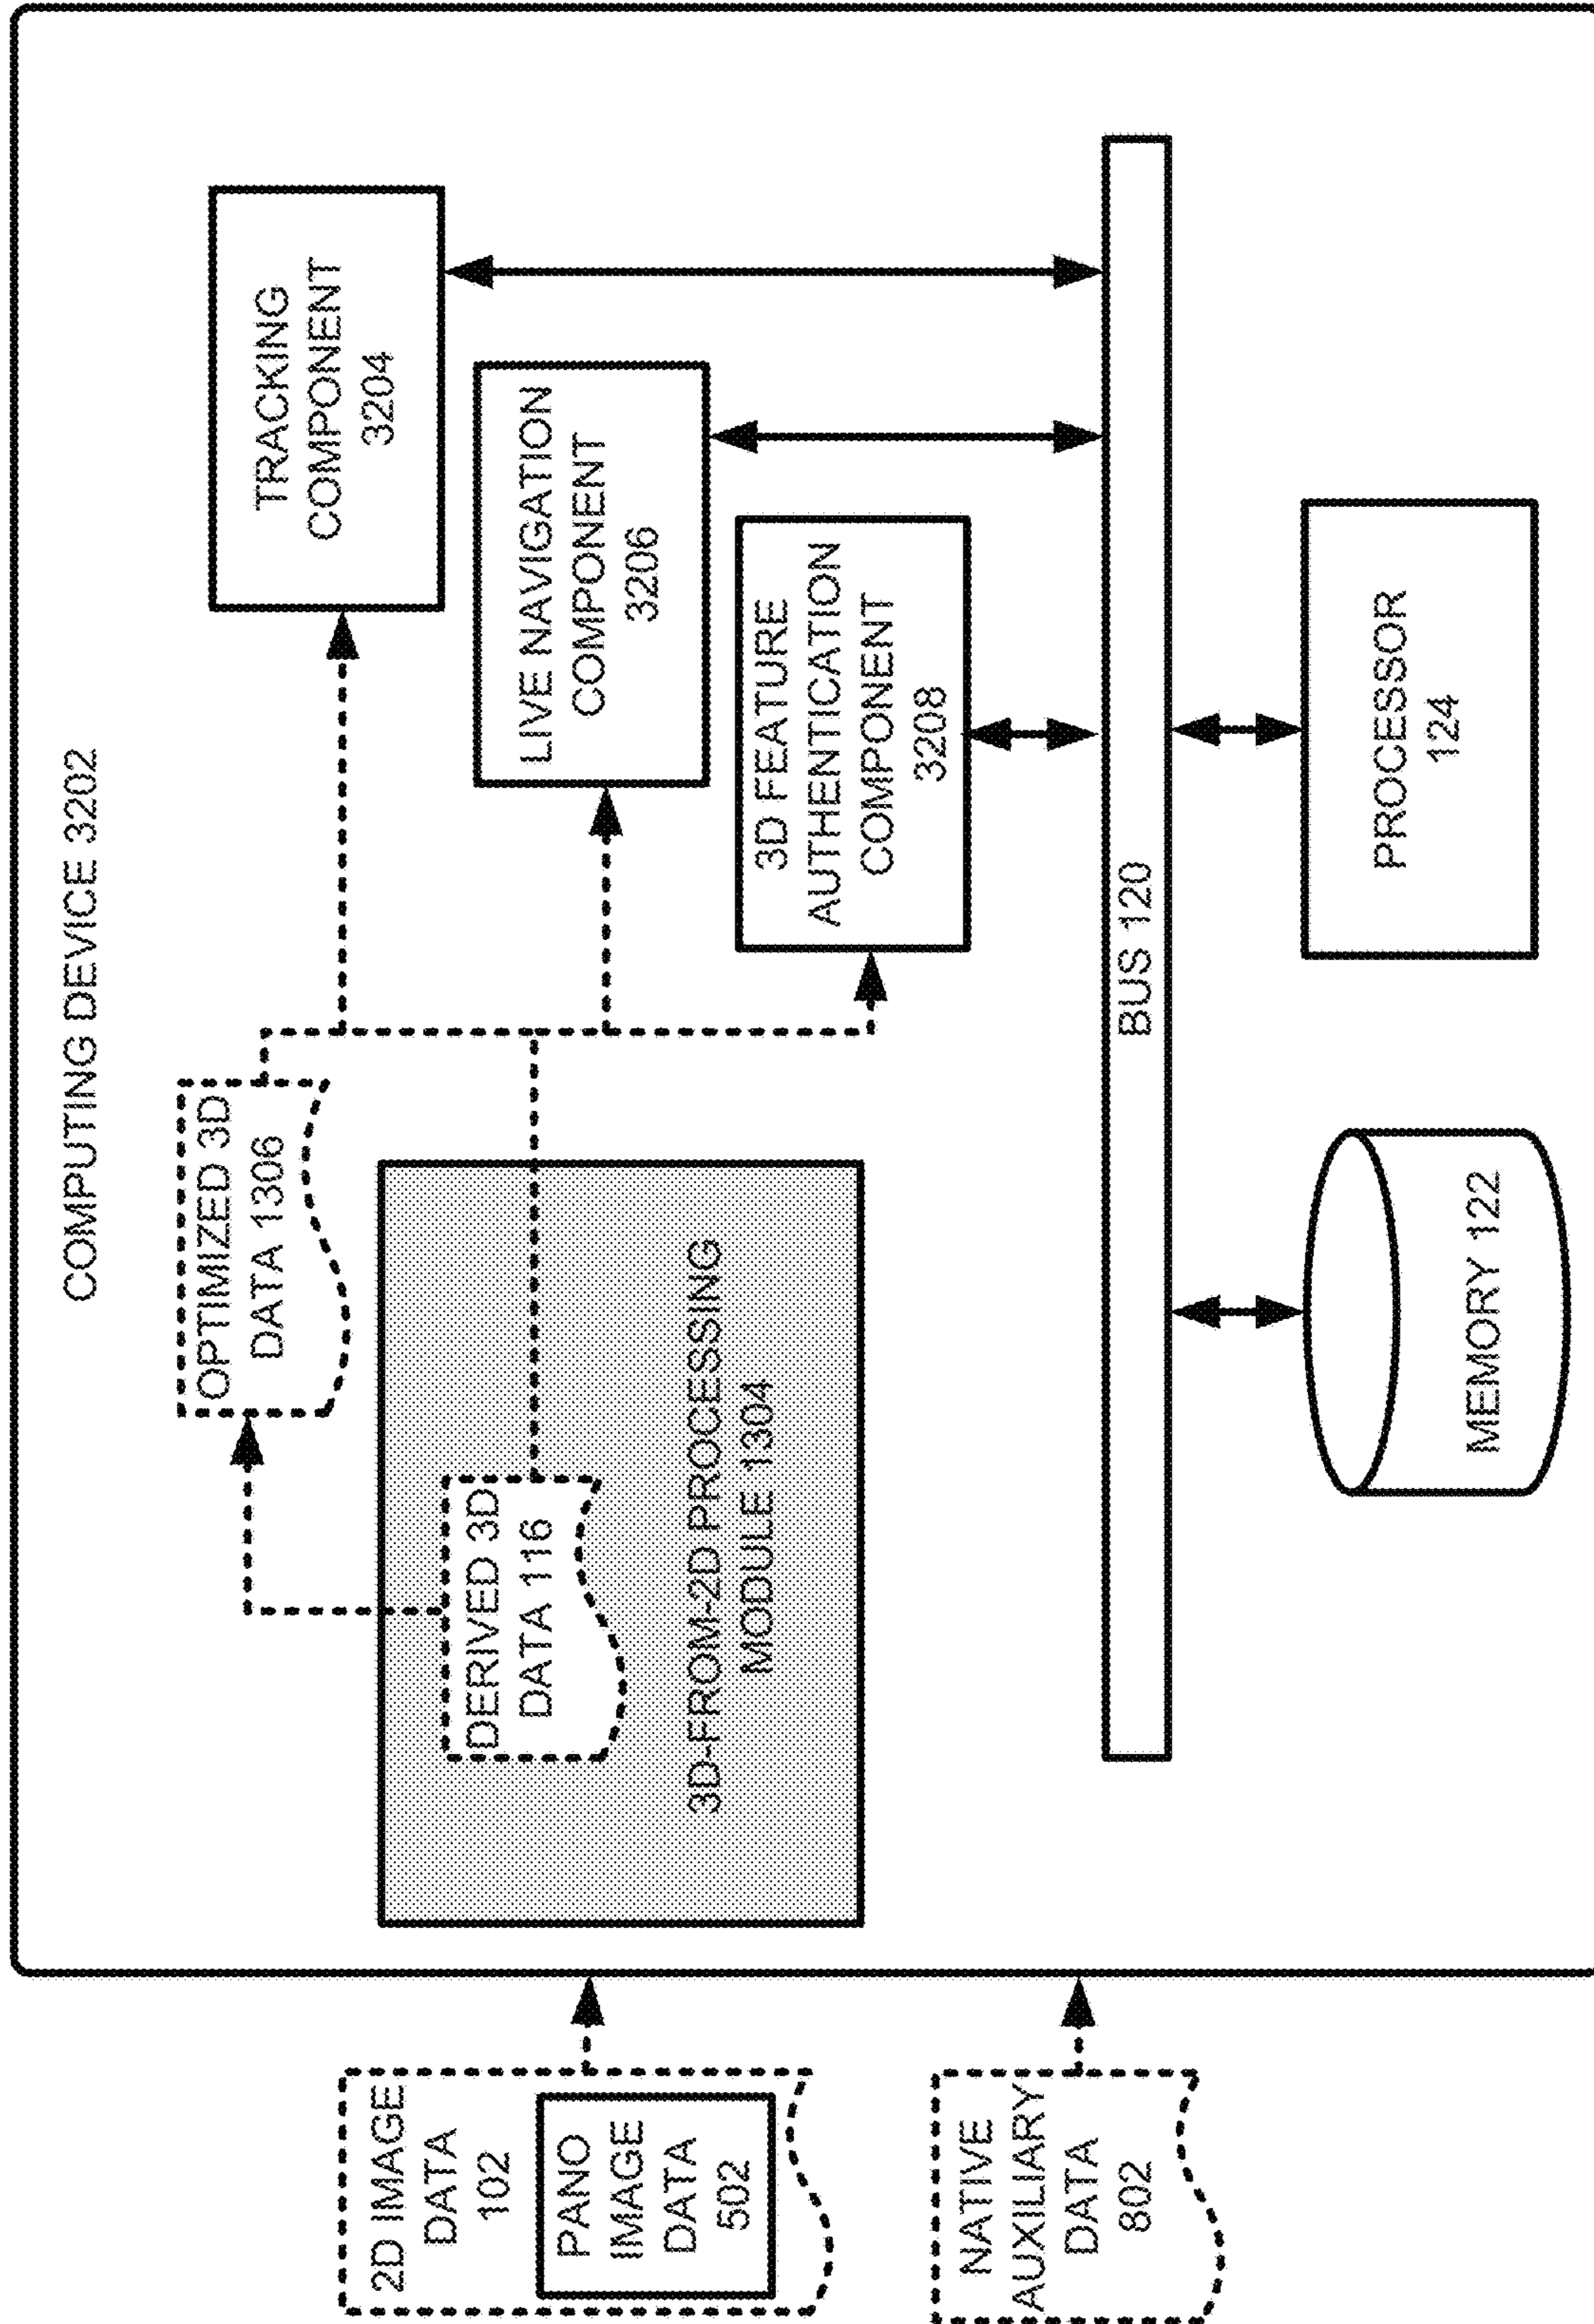 COMPUTING DEVICE 3202
2D IMAGE
DATA
102
PANO
IMAGE
DATA
502
NATIVE
AUXILIARY
DATA
802
OPTIMIZED 3D
DATA 1306
DERIVED 3D
DATA 116
3D-FROM-2D PROCESSING
MODULE 1304
TRACKING
COMPONENT
3204
LIVE NAVIGATION
COMPONENT
3206
3D FEATURE
AUTHENTICATION
COMPONENT
3208
BUS 120
MEMORY 122
PROCESSOR
124